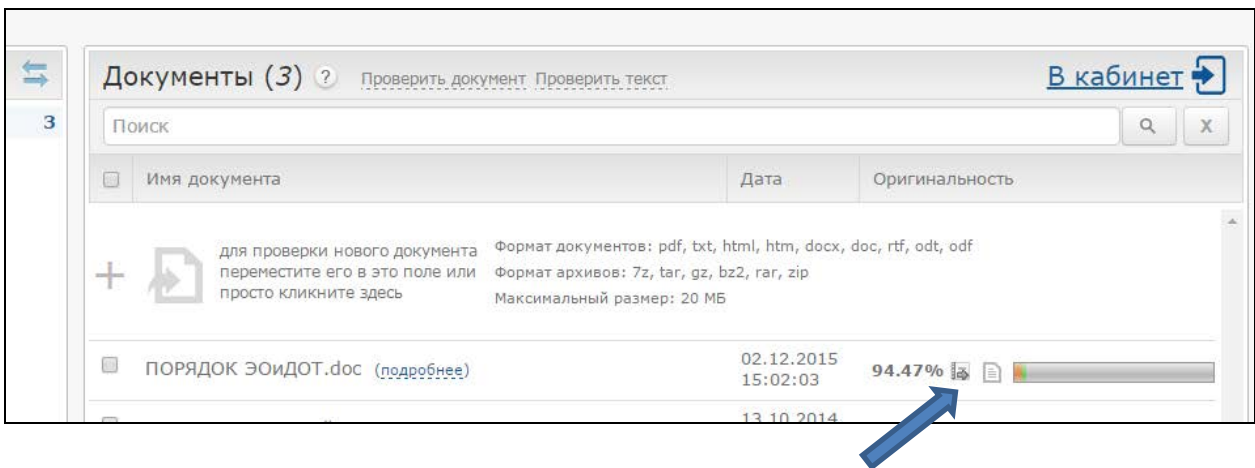 Документы (3) ? Проверить документ Проверить текст В кабинет
3
Поиск X
Имя документа Дата Оригинальность
для проверки нового документа
переместите его в это поле или
просто кликните здесь
Формат документов: pdf, txt, html, htm, docx, doc, rtf, odt, odf
Формат архивов: 7z, tar, gz, bz2, rar, zip
Максимальный размер: 20 МБ
ПОРЯДОК ЭОиДОТ.doc (подробнее) 02.12.2015 94.47%
15:02:03
13.10.2014